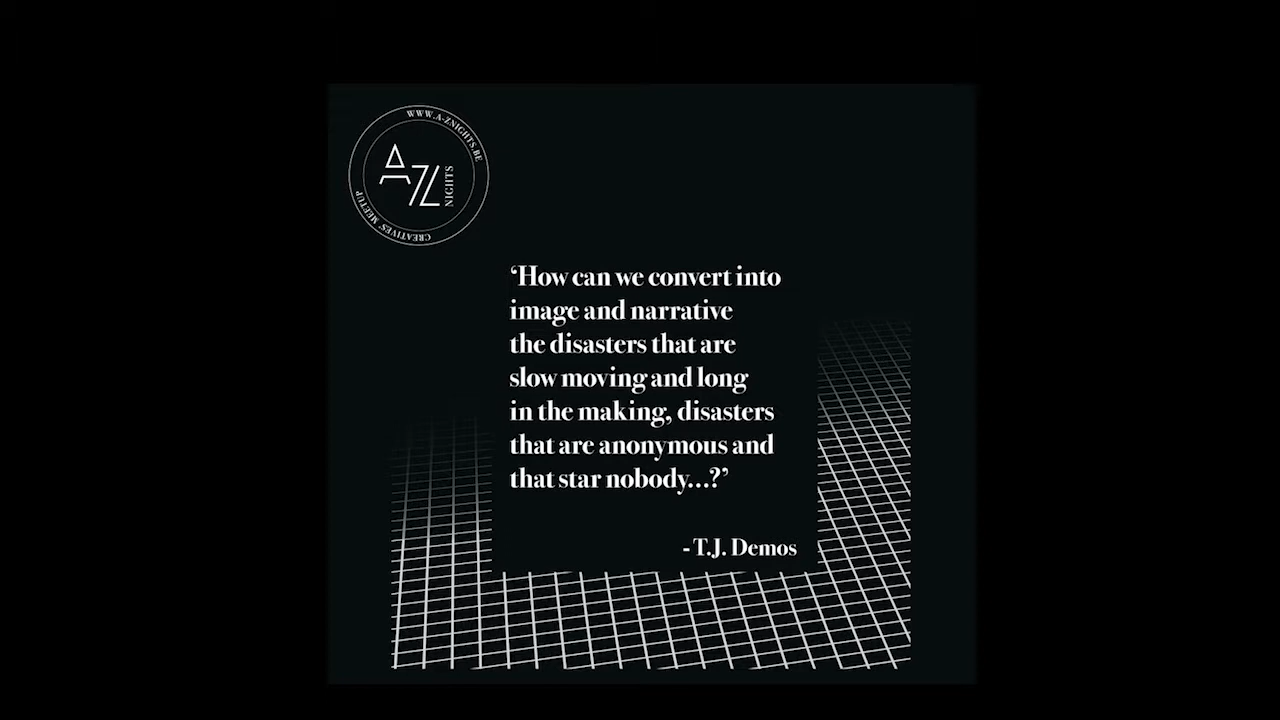 WWW.A-ZNIGHTS.BE
AZ
NIGHTS
CREATIVES' MEETUP
‘How can we convert into
image and narrative
the disasters that are
slow moving and long
in the making, disasters
that are anonymous and
that star nobody...?’
- T.J. Demos